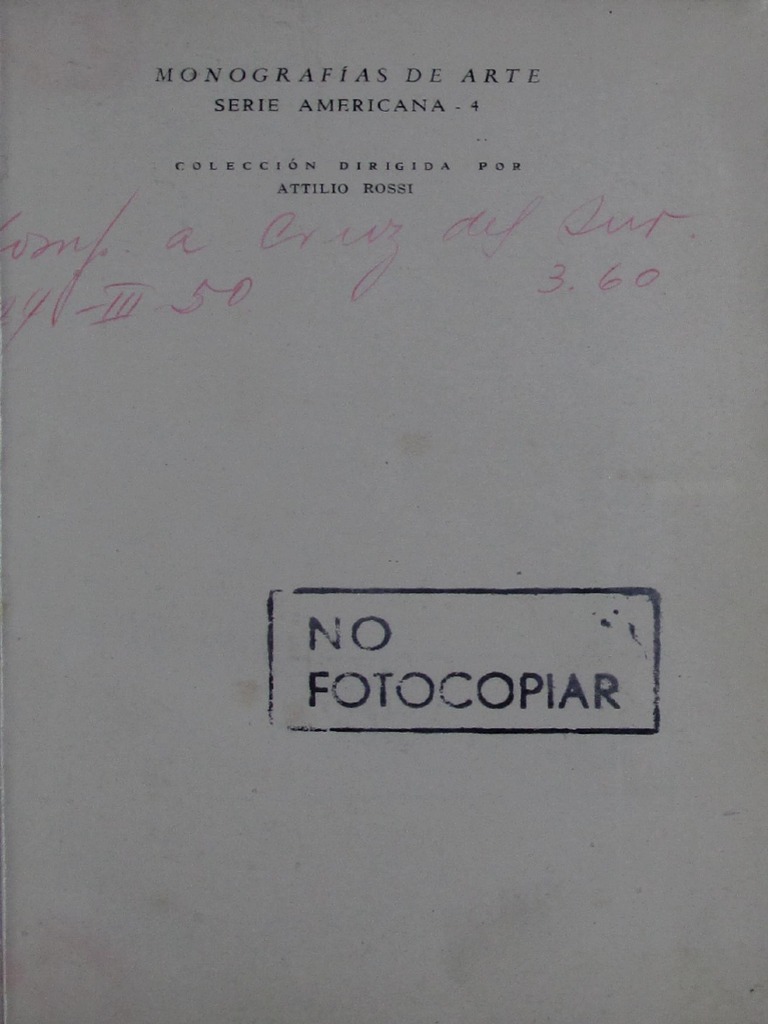 MONOGRAFÍAS DE ARTE
SERIE AMERICANA - 4
COLECCIÓN DIRIGIDA POR
ATTILIO ROSSI
Comp. a Cruz del Sur.
-III-50 3.60
NO
FOTOCOPIAR